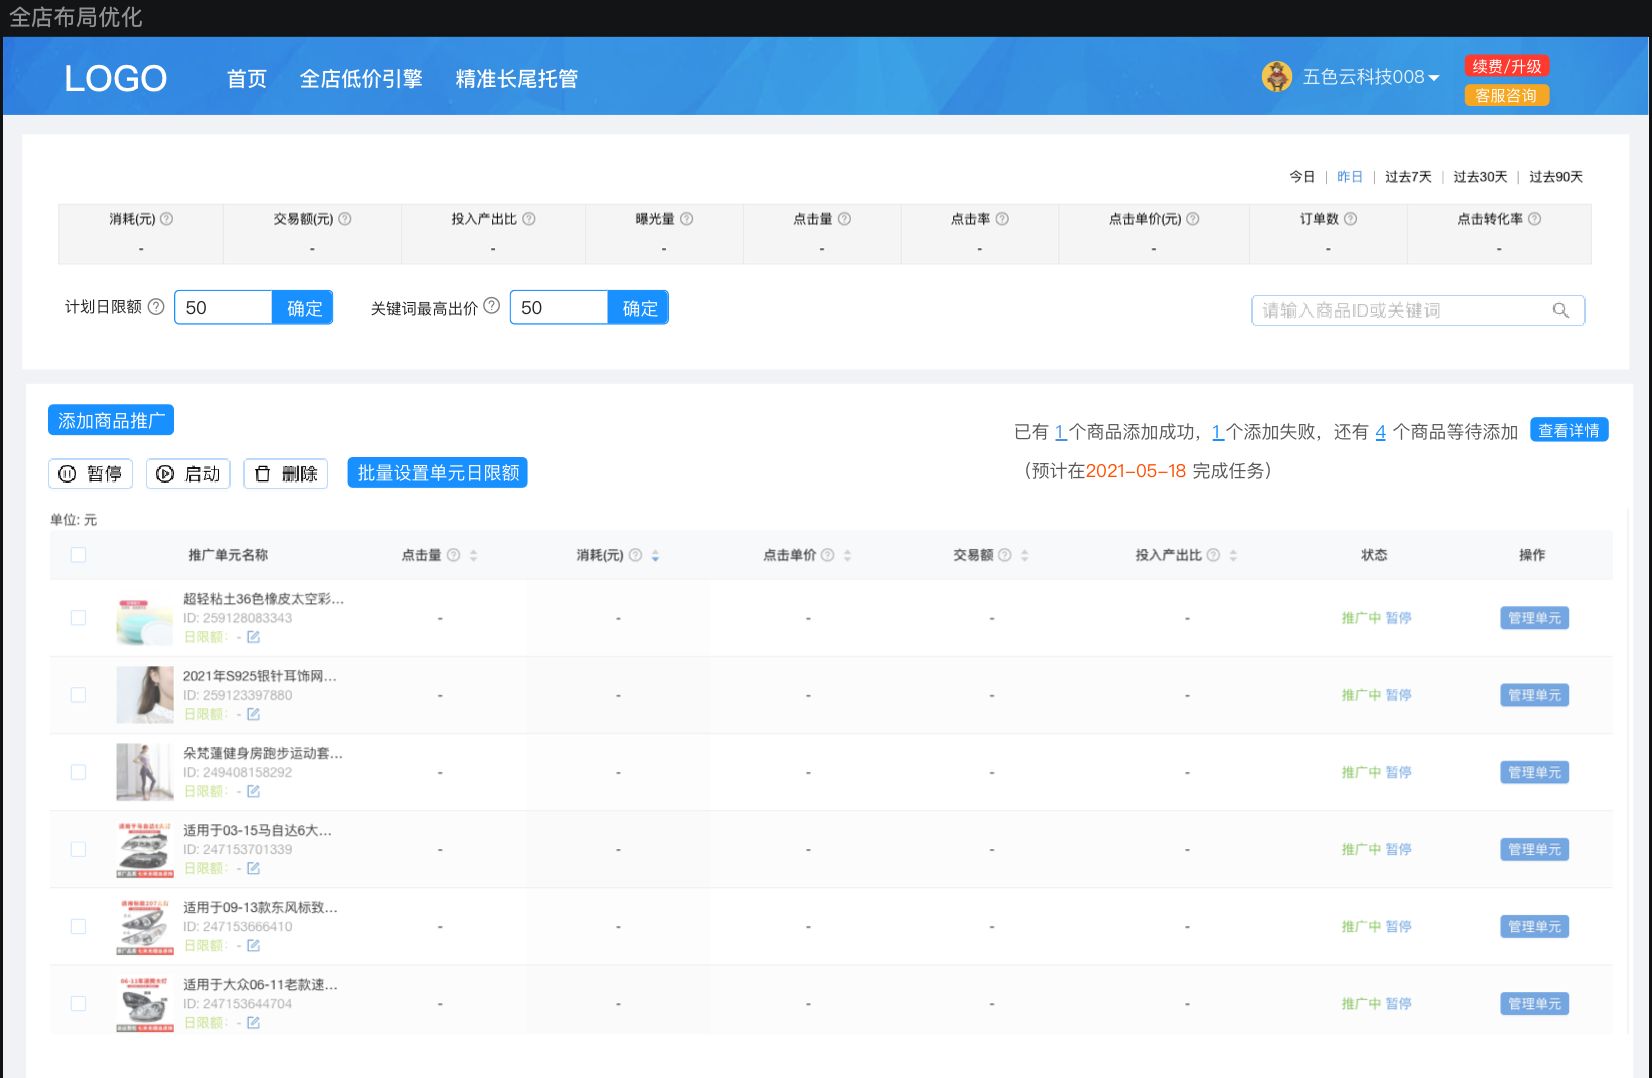 全店布局优化
LOGO 首页 全店低价引擎 精准长尾托管 五色云科技008 续费/升级
客服咨询
今日 | 昨日 | 过去7天 | 过去30天 | 过去90天
消耗(元) 交易额(元) 投入产出比 曝光量 点击量 点击率 点击单价(元) 订单数 点击转化率
- - - - - - - - -
计划日限额 50 确定 关键词最高出价 50 确定 请输入商品ID或关键词
添加商品推广
已有 1 个商品添加成功，1 个添加失败，还有 4 个商品等待添加 查看详情
（预计在2021-05-18 完成任务）
暂停 启动 删除 批量设置单元日限额
单位: 元
推广单元名称 点击量 消耗(元) 点击单价 交易额 投入产出比 状态 操作
超轻粘土36色橡皮太空彩...
ID: 259128083343 - - - - - 推广中 暂停 管理单元
日限额： -
2021年S925银针耳饰网...
ID: 259123397880 - - - - - 推广中 暂停 管理单元
日限额： -
朵梵蓮健身房跑步运动套...
ID: 249408158292 - - - - - 推广中 暂停 管理单元
日限额： -
适用于03-15马自达6大...
ID: 247153701339 - - - - - 推广中 暂停 管理单元
日限额： -
适用于09-13款东风标致...
ID: 247153666410 - - - - - 推广中 暂停 管理单元
日限额： -
适用于大众06-11老款速...
ID: 247153644704 - - - - - 推广中 暂停 管理单元
日限额： -